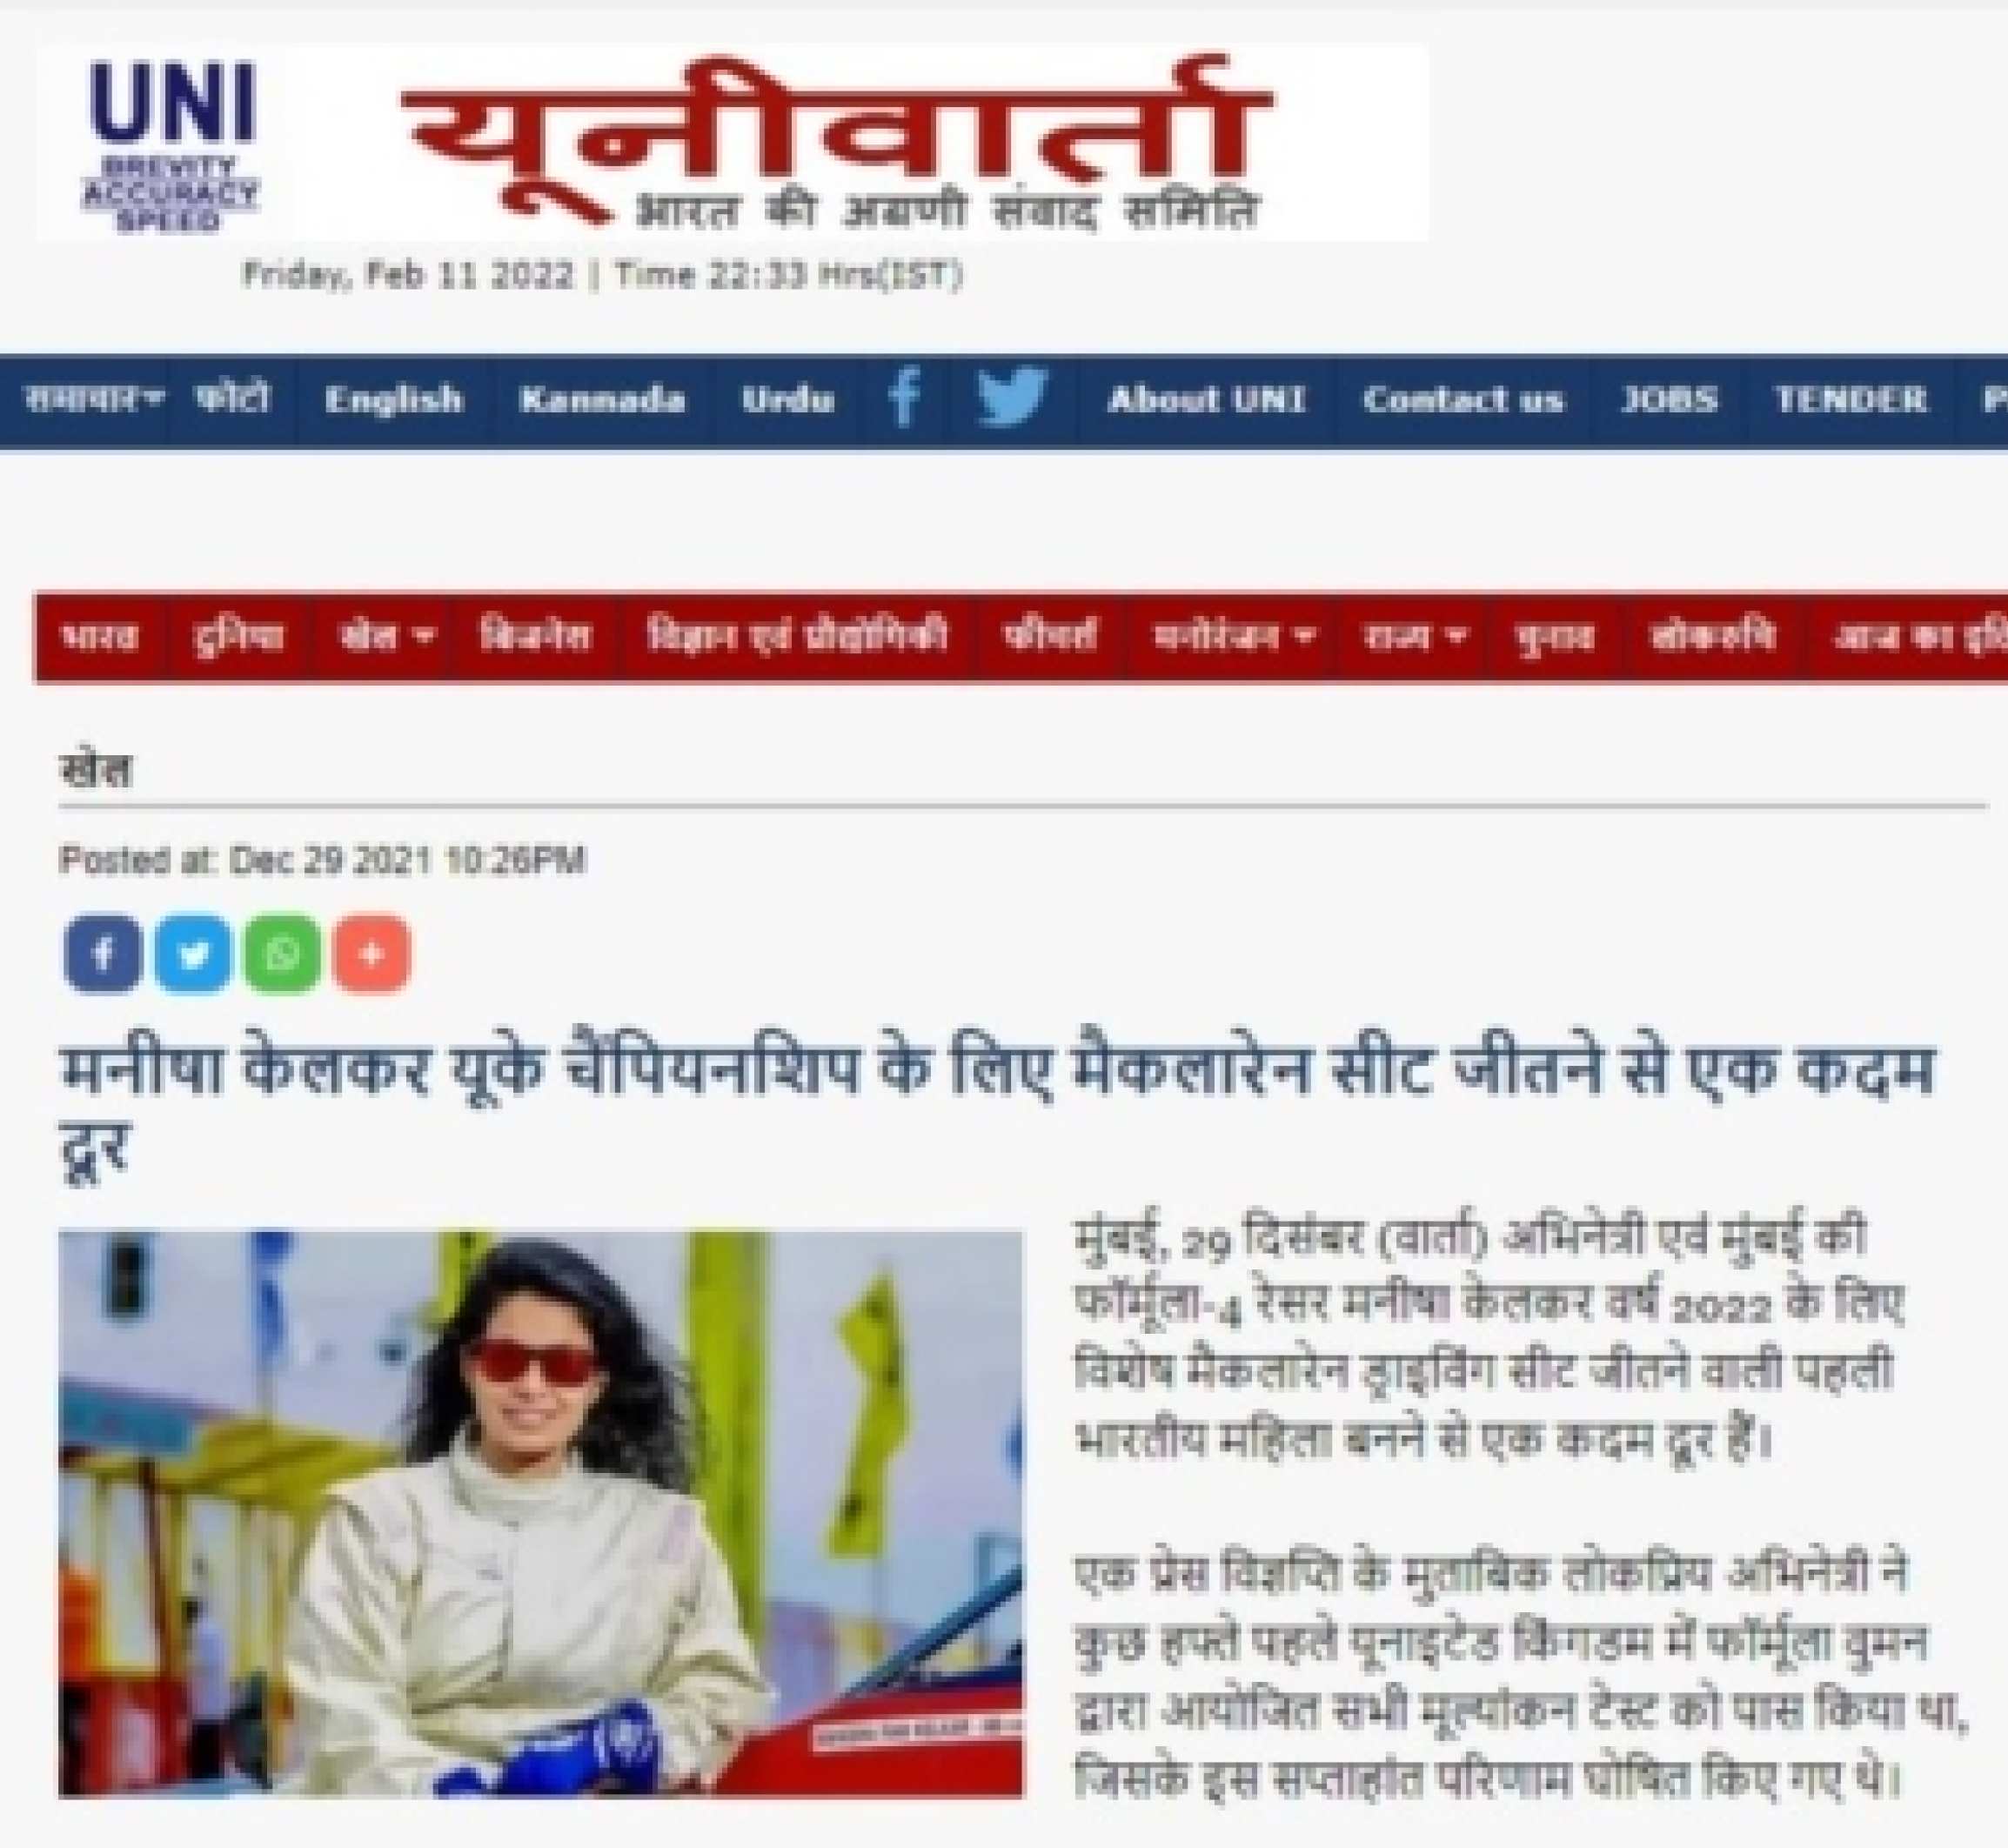 UNI
BREVITY
ACCURACY
SPEED
यूनीवार्ता
भारत की अग्रणी संवाद समिति
Friday, Feb 11 2022 | Time 22:33 Hrs(IST)
समाचार फोटो English Kannada Urdu About UNI Contact us JOBS TENDER
भारत दुनिया खेल बिजनेस विज्ञान एवं प्रौद्योगिकी फीचर्स मनोरंजन राज्य चुनाव लोकरुचि आज का
खेल
Posted at: Dec 29 2021 10:26PM
मनीषा केलकर यूके चैंपियनशिप के लिए मैकलारेन सीट जीतने से एक कदम
दूर
मुंबई, 29 दिसंबर (वार्ता) अभिनेत्री एवं मुंबई की
फॉर्मूला-4 रेसर मनीषा केलकर वर्ष 2022 के लिए
विशेष मैकलारेन ड्राइविंग सीट जीतने वाली पहली
भारतीय महिला बनने से एक कदम दूर हैं।
एक प्रेस विज्ञप्ति के मुताबिक लोकप्रिय अभिनेत्री ने
कुछ हफ्ते पहले यूनाइटेड किंगडम में फॉर्मूला वुमन
द्वारा आयोजित सभी मूल्यांकन टेस्ट को पास किया था,
जिसके इस सप्ताहांत परिणाम घोषित किए गए थे।